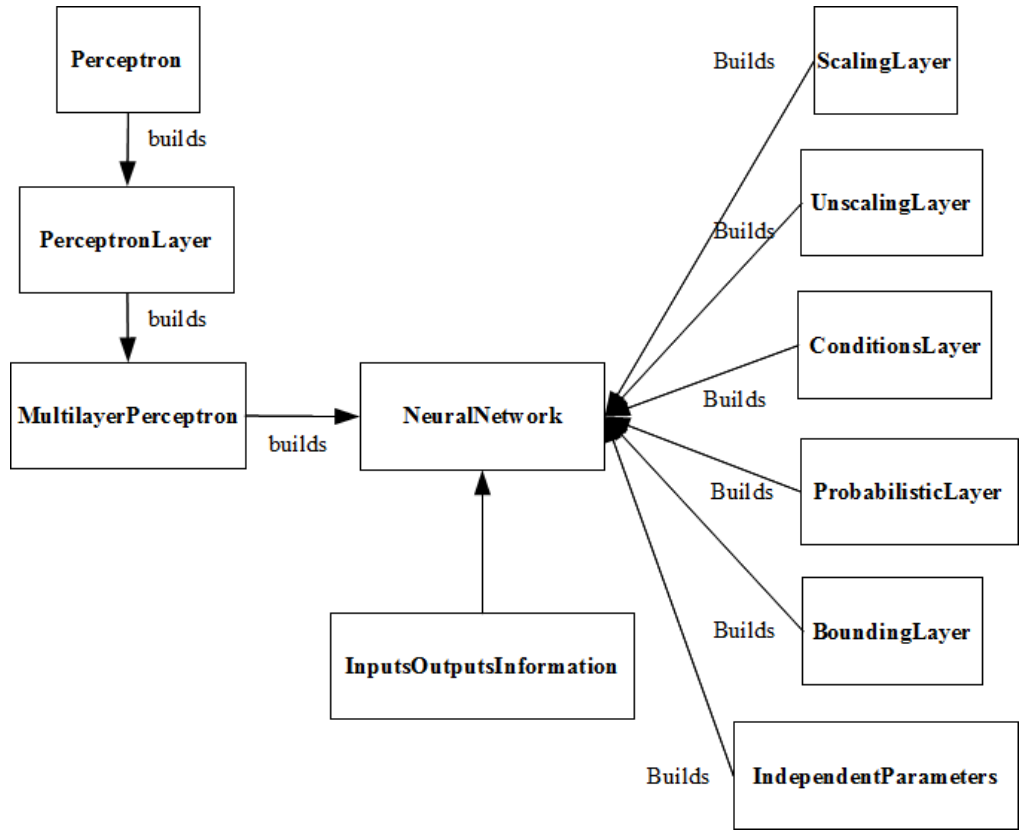 Perceptron
builds
PerceptronLayer
builds
MultilayerPerceptron
builds
NeuralNetwork
InputsOutputsInformation
Builds
ScalingLayer
Builds
UnscalingLayer
Builds
ConditionsLayer
Builds
ProbabilisticLayer
Builds
BoundingLayer
Builds
IndependentParameters